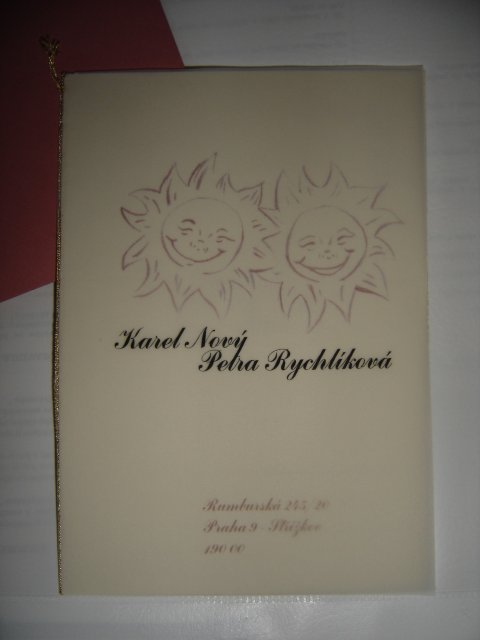 Karel Nový
Petra Rychlíková
Rumburská 245/20
Praha 9 - Střížkov
190 00